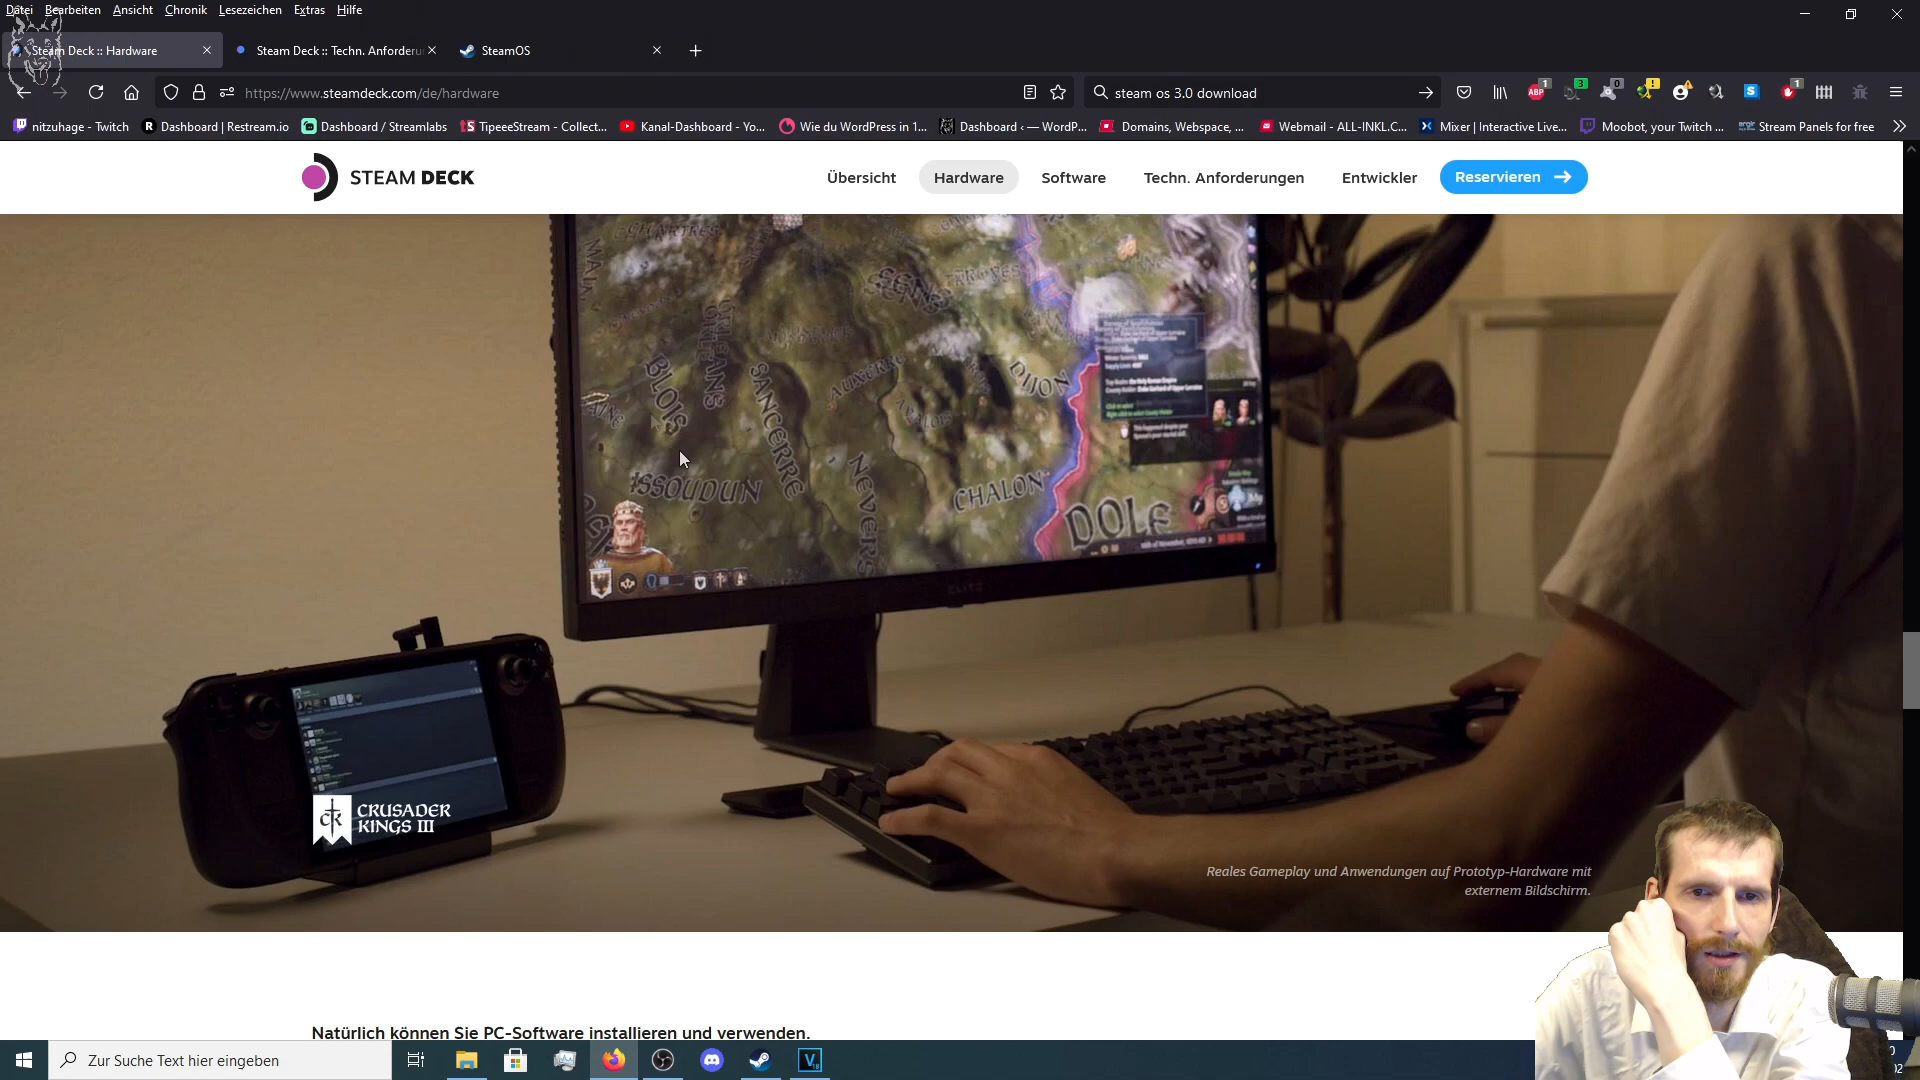 Datei Bearbeiten Ansicht Chronik Lesezeichen Extras Hilfe
Steam Deck :: Hardware
Steam Deck :: Techn. Anforderu
SteamOS
https://www.steamdeck.com/de/hardware
steam os 3.0 download
nitzuhage - Twitch
Dashboard | Restream.io
Dashboard / Streamlabs
TipeeeStream - Collect...
Kanal-Dashboard - Yo...
Wie du WordPress in 1...
Dashboard ‹ — WordP...
Domains, Webspace, ...
Webmail - ALL-INKL.C...
Mixer | Interactive Live...
Moobot, your Twitch ...
Stream Panels for free
STEAM DECK
Übersicht
Hardware
Software
Techn. Anforderungen
Entwickler
Reservieren
CHARTRES
SENS
ORLEANS
BLOIS
SANCERRE
AUXERRE
DIJON
ISSOUDUN
NEVERS
CHALON
DOLE
CRUSADER
KINGS III
Reales Gameplay und Anwendungen auf Prototyp-Hardware mit
externem Bildschirm.
Natürlich können Sie PC-Software installieren und verwenden.
Zur Suche Text hier eingeben